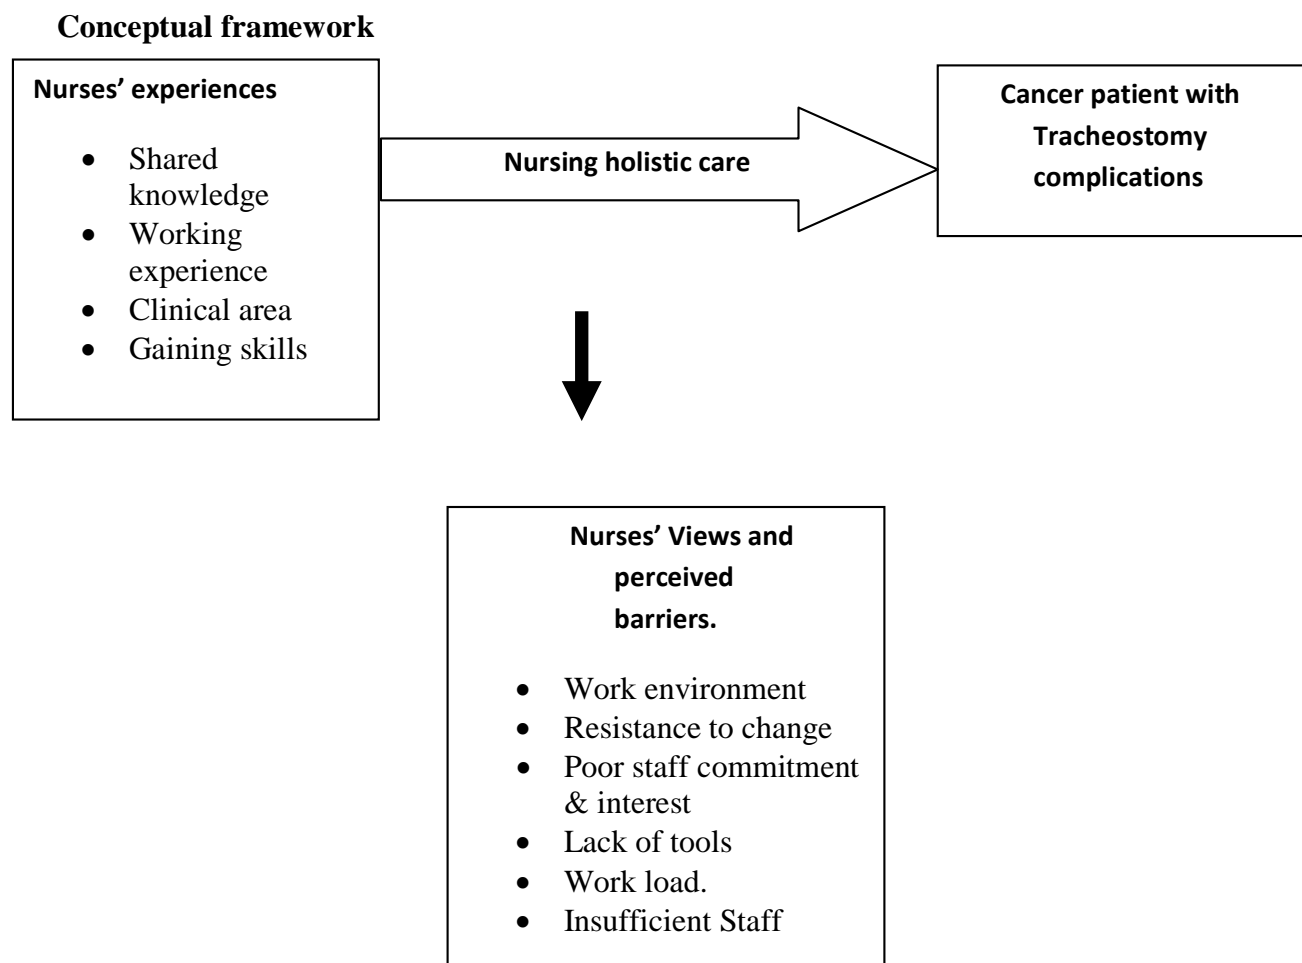 Conceptual framework
Nurses’ experiences
• Shared
knowledge
• Working
experience
• Clinical area
• Gaining skills
Nursing holistic care
Cancer patient with
Tracheostomy
complications
Nurses’ Views and
perceived
barriers.
• Work environment
• Resistance to change
• Poor staff commitment
& interest
• Lack of tools
• Work load.
• Insufficient Staff